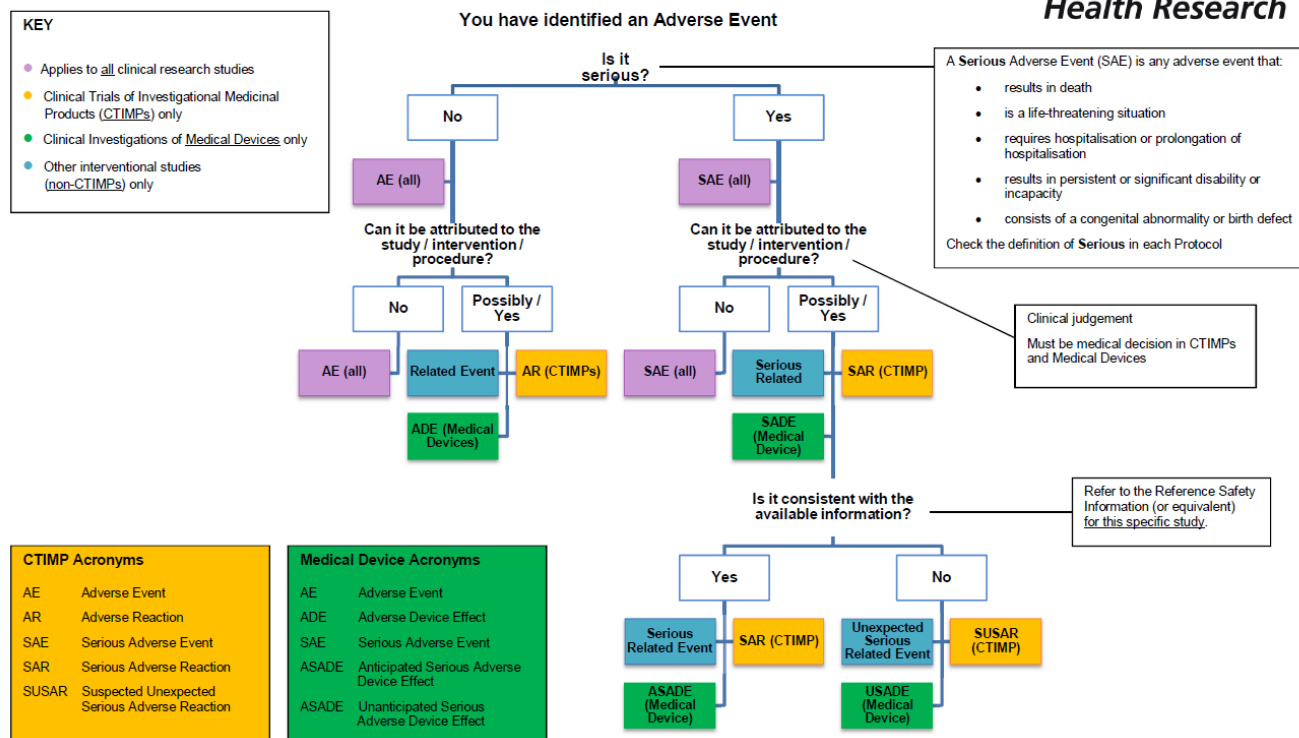 Health Research
You have identified an Adverse Event
KEY
Applies to all clinical research studies
Clinical Trials of Investigational Medicinal
Products (CTIMPs) only
Clinical Investigations of Medical Devices only
Other interventional studies
(non-CTIMPs) only
Is it
serious?
A Serious Adverse Event (SAE) is any adverse event that:
• results in death
• is a life-threatening situation
• requires hospitalisation or prolongation of
hospitalisation
• results in persistent or significant disability or
incapacity
• consists of a congenital abnormality or birth defect
Check the definition of Serious in each Protocol
No
Yes
AE (all)
SAE (all)
Can it be attributed to the
study / intervention /
procedure?
Can it be attributed to the
study / intervention /
procedure?
No
Possibly /
Yes
No
Possibly /
Yes
Clinical judgement
Must be medical decision in CTIMPs
and Medical Devices
AE (all)
Related Event
AR (CTIMPs)
SAE (all)
Serious
Related
SAR (CTIMP)
ADE (Medical
Devices)
SADE
(Medical
Device)
Is it consistent with the
available information?
Refer to the Reference Safety
Information (or equivalent)
for this specific study.
Yes
No
Serious
Related Event
SAR (CTIMP)
Unexpected
Serious
Related Event
SUSAR
(CTIMP)
ASADE
(Medical
Device)
USADE
(Medical
Device)
CTIMP Acronyms
AE Adverse Event
AR Adverse Reaction
SAE Serious Adverse Event
SAR Serious Adverse Reaction
SUSAR Suspected Unexpected
Serious Adverse Reaction
Medical Device Acronyms
AE Adverse Event
ADE Adverse Device Effect
SAE Serious Adverse Event
ASADE Anticipated Serious Adverse
Device Effect
ASADE Unanticipated Serious
Adverse Device Effect